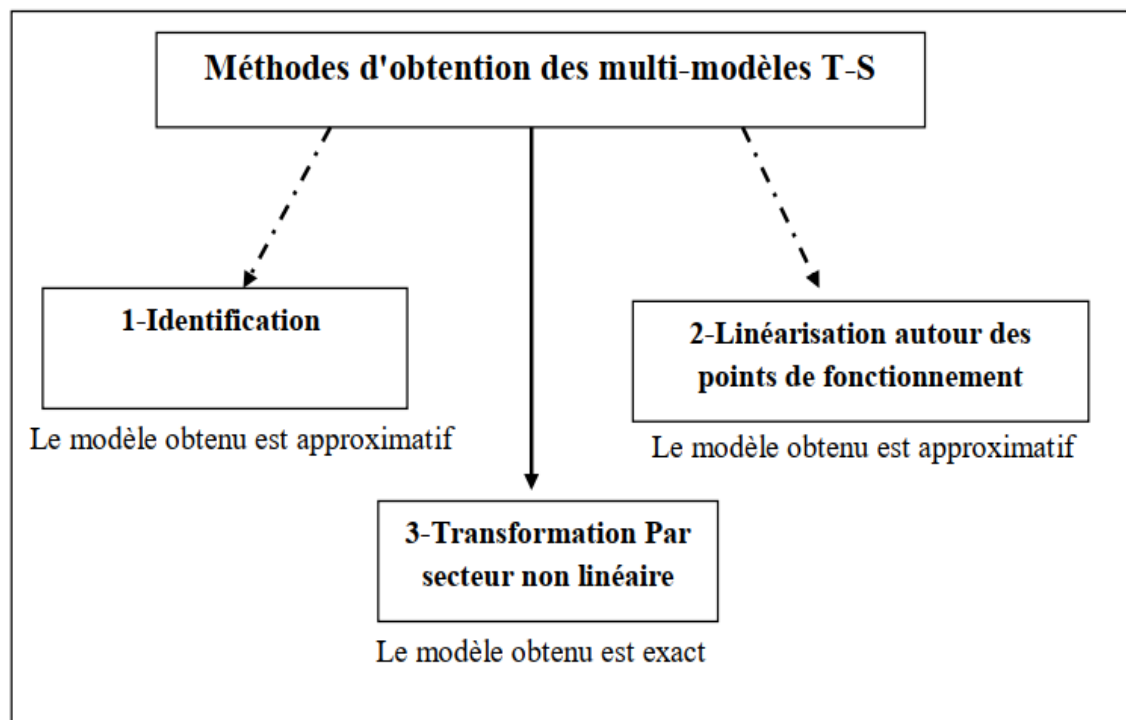 Méthodes d'obtention des multi-modèles T-S
1-Identification
Le modèle obtenu est approximatif
2-Linéarisation autour des
points de fonctionnement
Le modèle obtenu est approximatif
3-Transformation Par
secteur non linéaire
Le modèle obtenu est exact